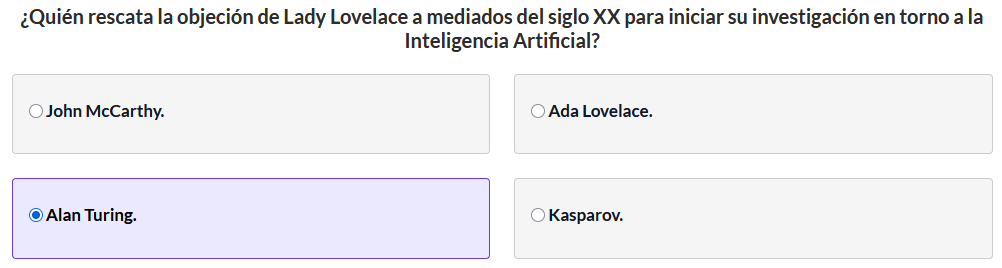 ¿Quién rescata la objeción de Lady Lovelace a mediados del siglo XX para iniciar su investigación en torno a la
Inteligencia Artificial?
John McCarthy.
Ada Lovelace.
Alan Turing.
Kasparov.